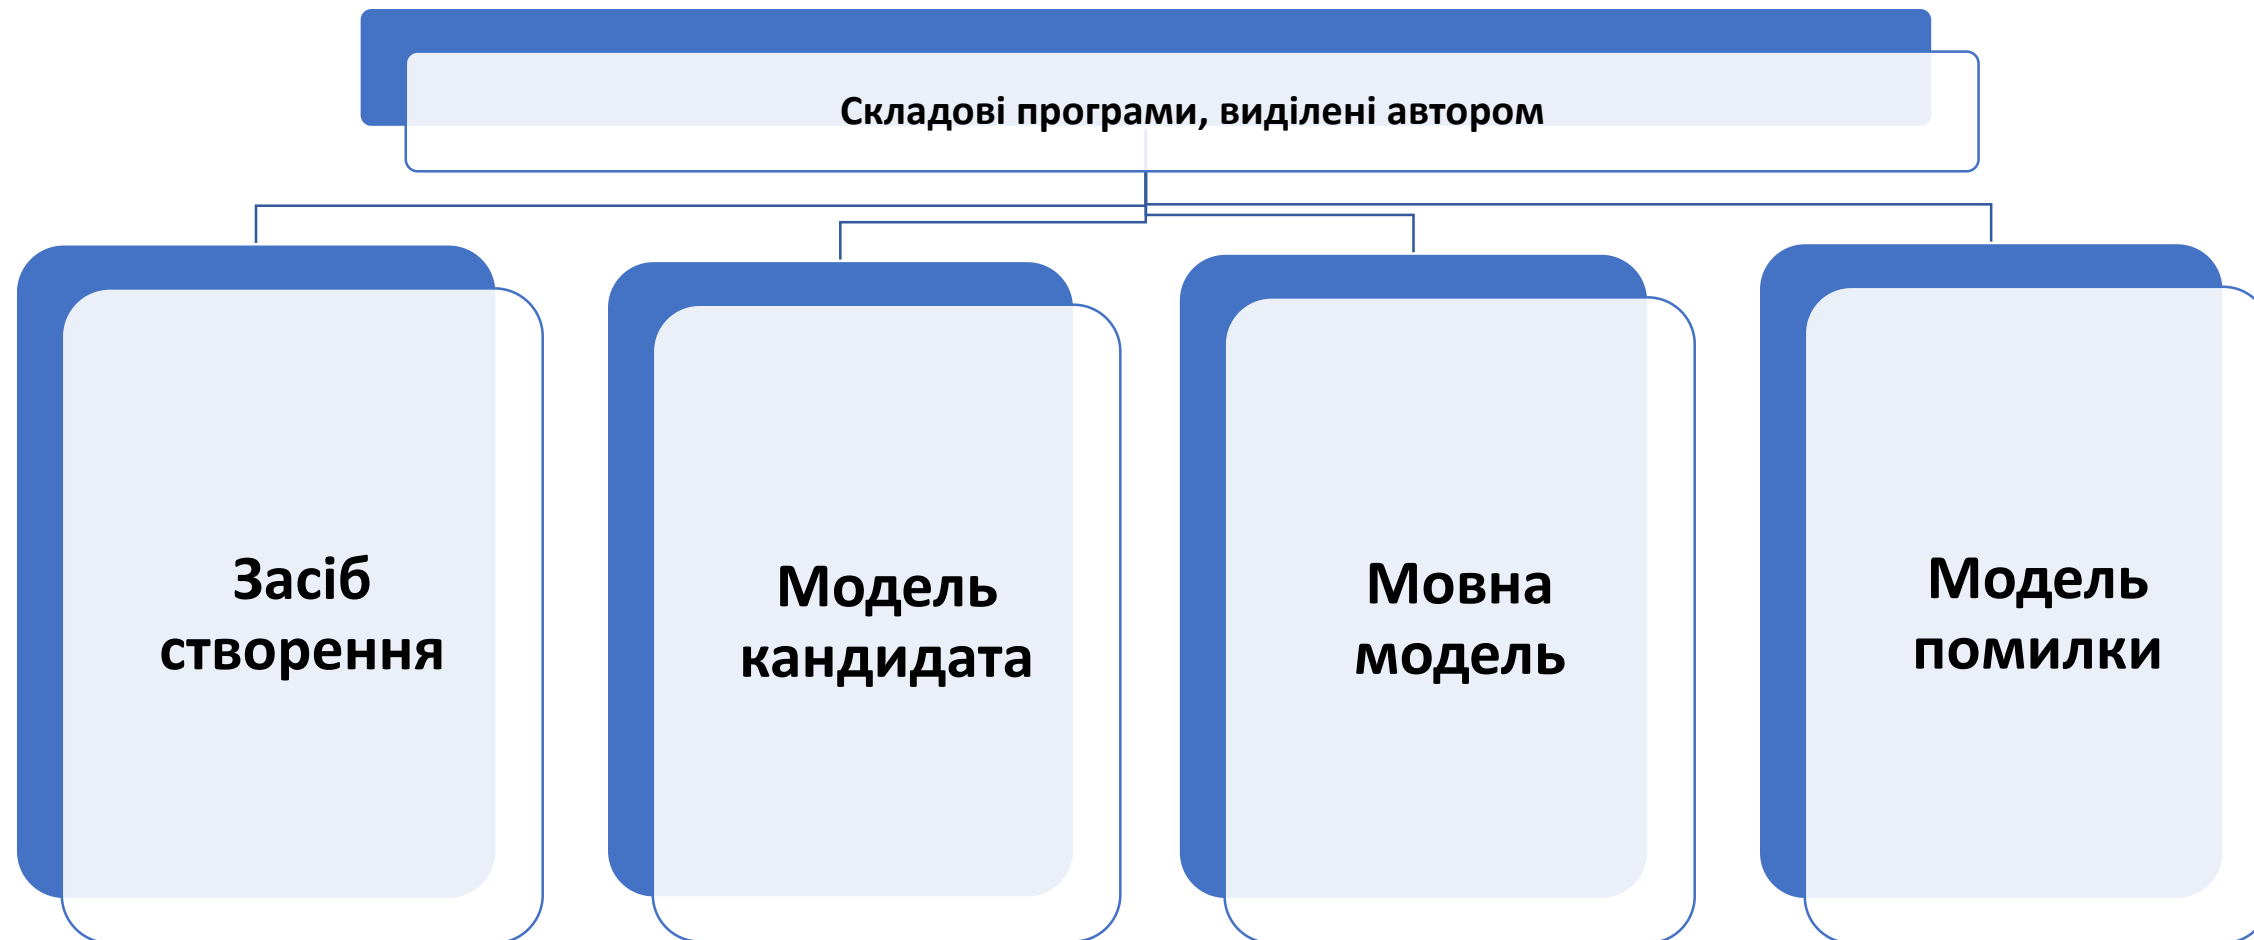 Складові програми, виділені автором
Засіб
створення
Модель
кандидата
Мовна
модель
Модель
помилки